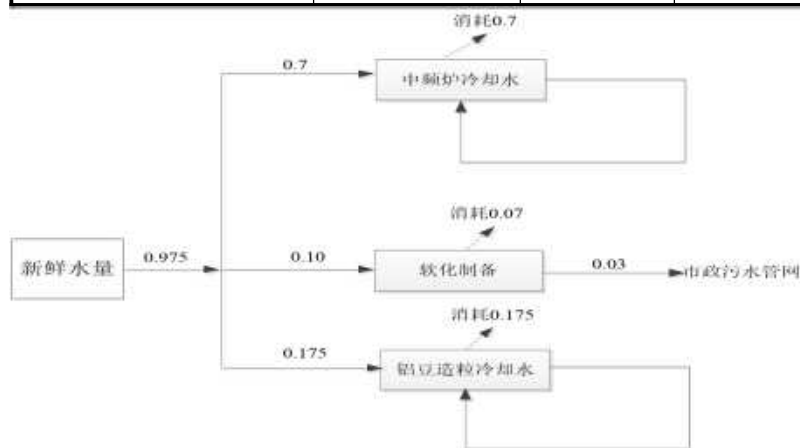 消耗0.7
0.7
中频炉冷却水
消耗0.07
新鲜水量
0.975
0.10
软化制备
0.03
市政污水管网
消耗0.175
0.175
铝豆造粒冷却水